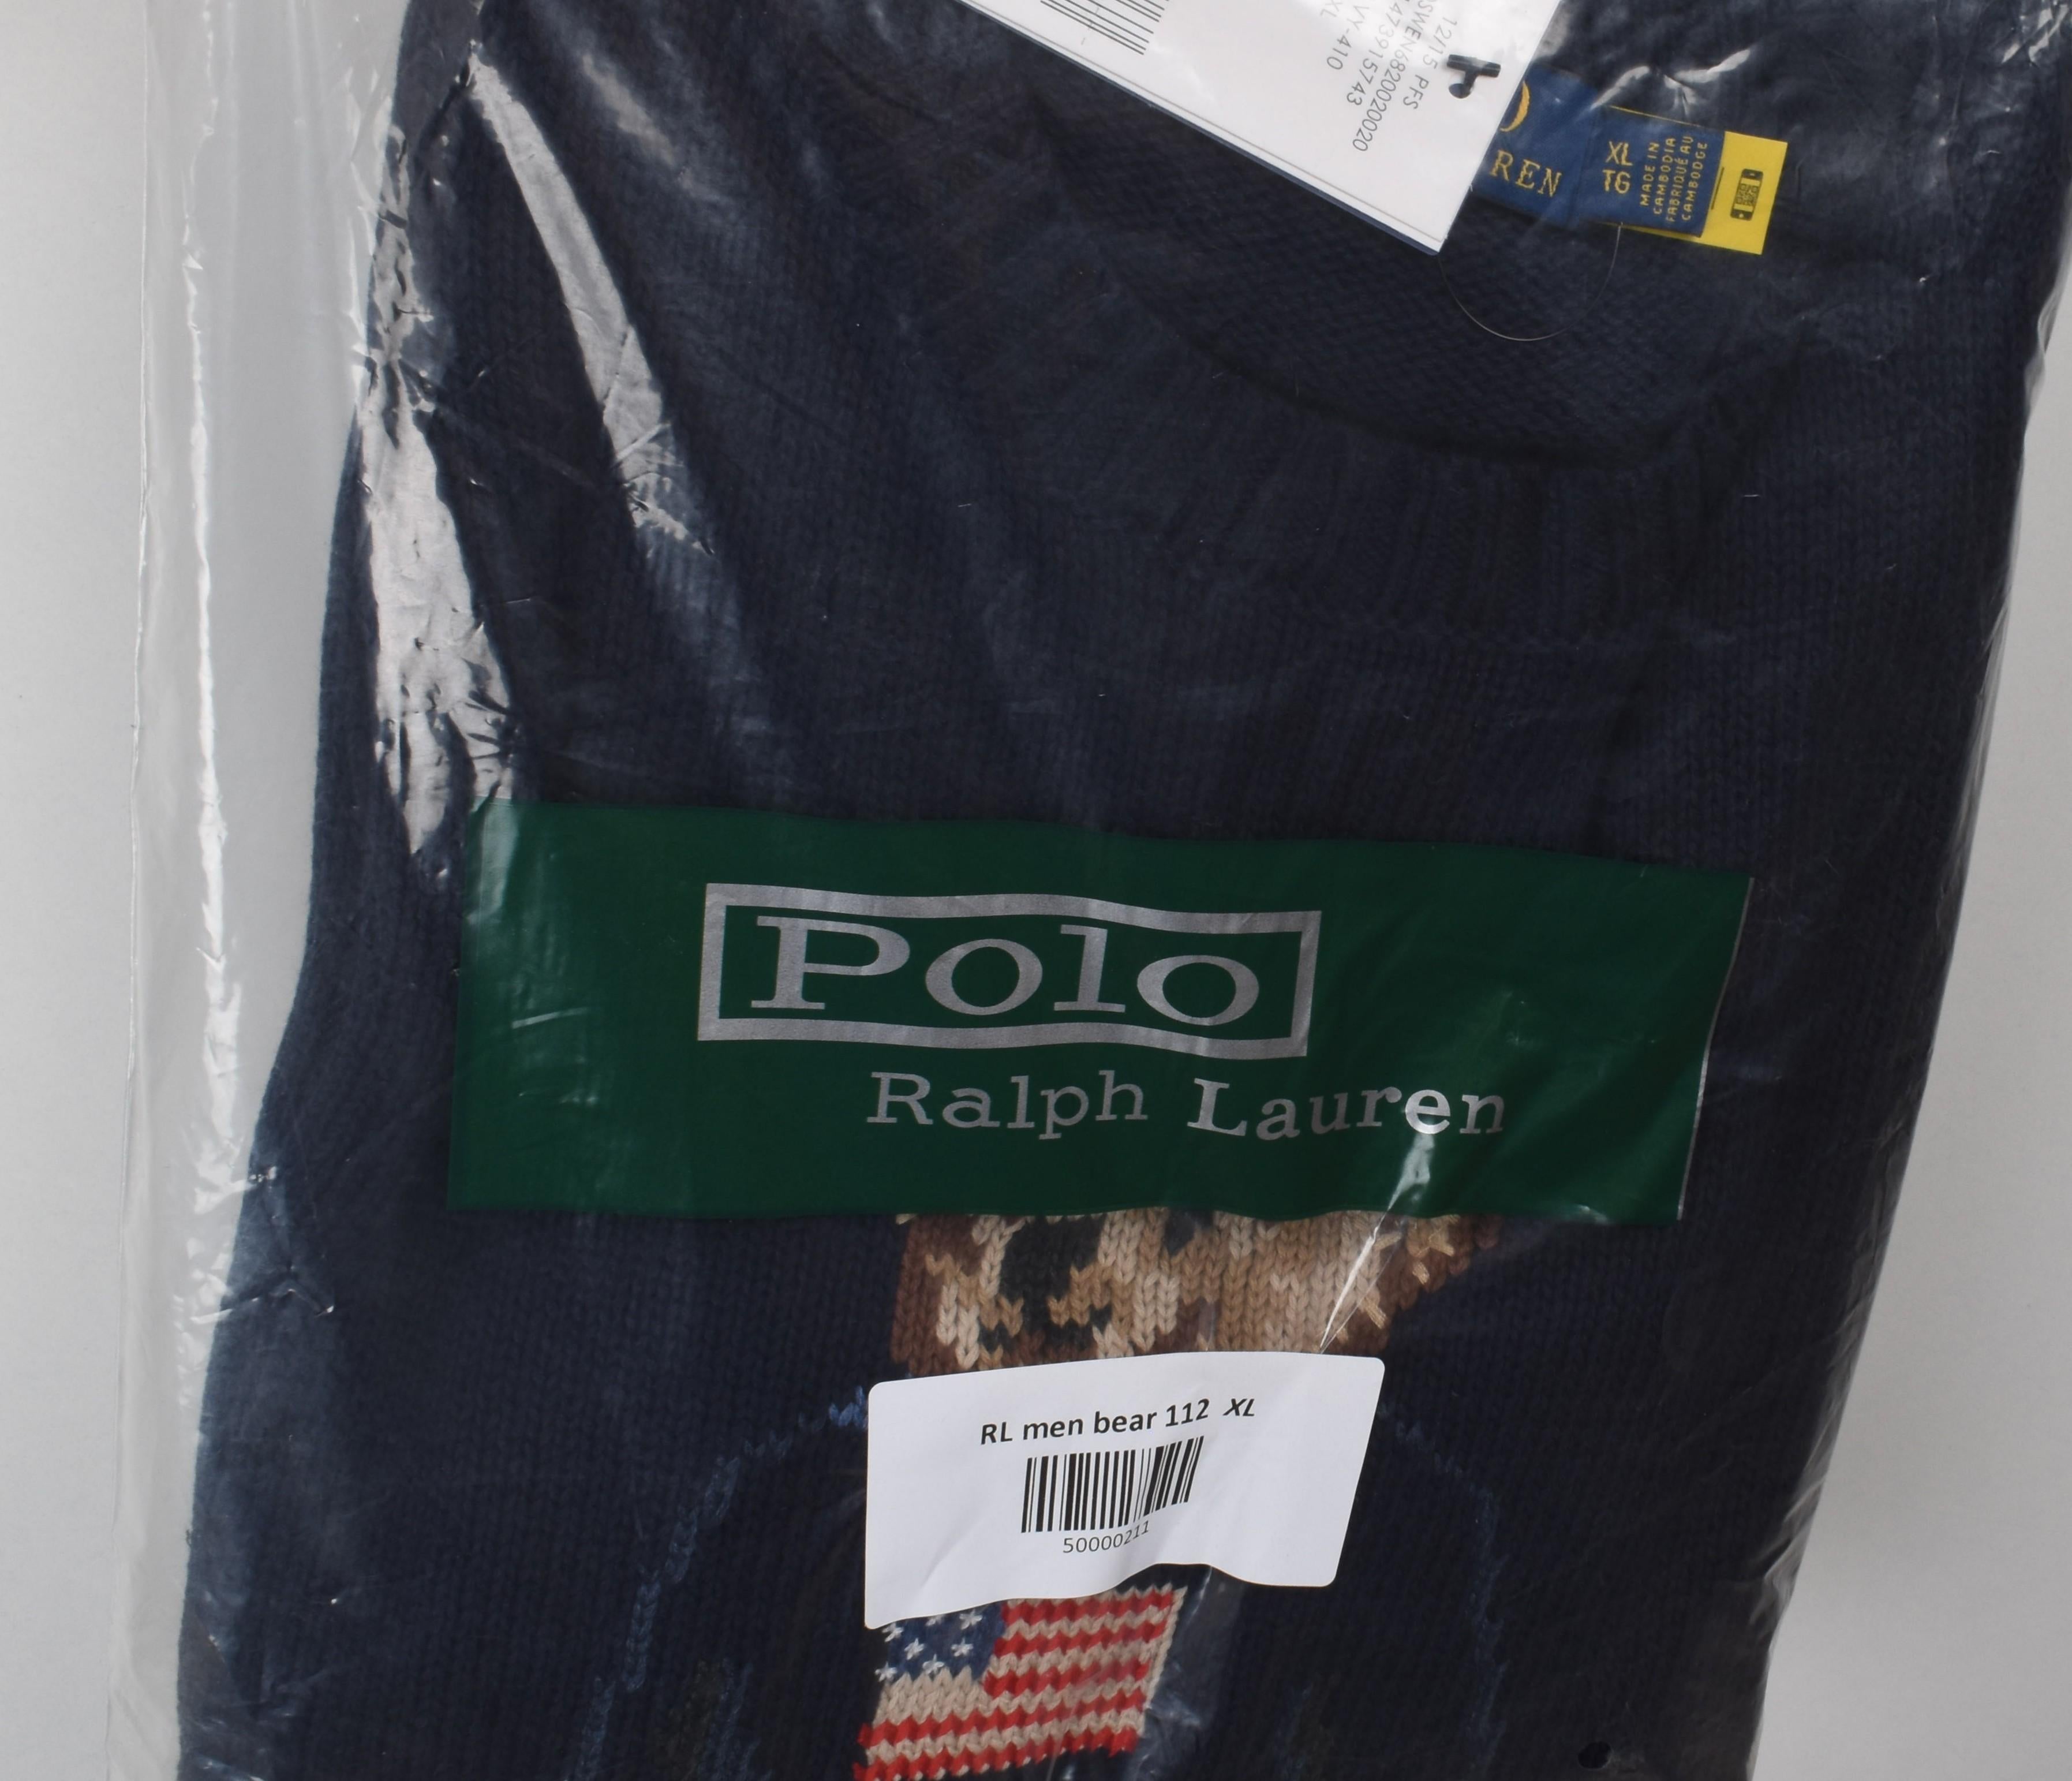 12/15 PFS
SWEN6820020020
473915743
VY-410
XL
REN
XL
TG
MADE IN
CAMBODIA
FABRIQUÉ AU
CAMBODGE
Polo
Ralph Lauren
RL men bear 112 XL
50000211